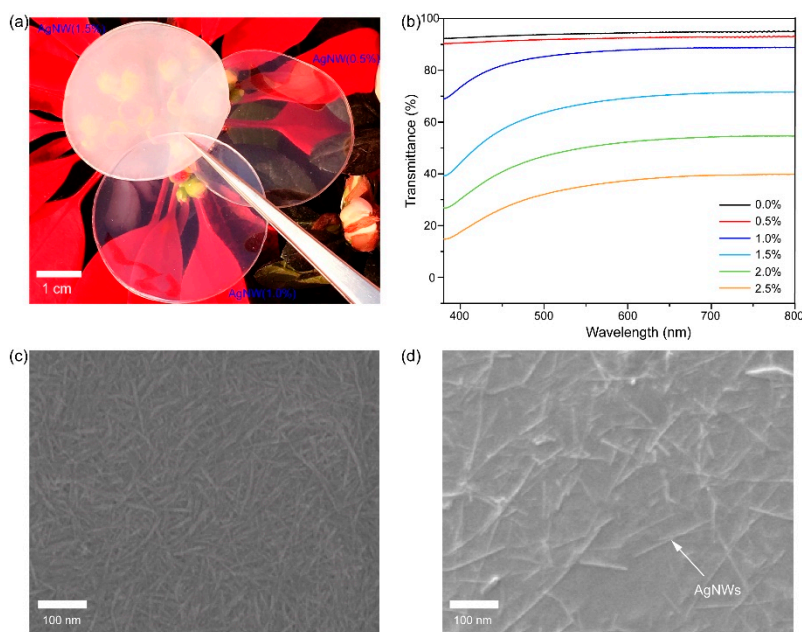 (a)
AgNW(1.5%)
AgNW(0.5%)
AgNW(1.0%)
1 cm
(b)
Transmittance (%)
100
80
60
40
20
0
0.0%
0.5%
1.0%
1.5%
2.0%
2.5%
400 500 600 700 800
Wavelength (nm)
(c)
100 nm
(d)
AgNWs
100 nm